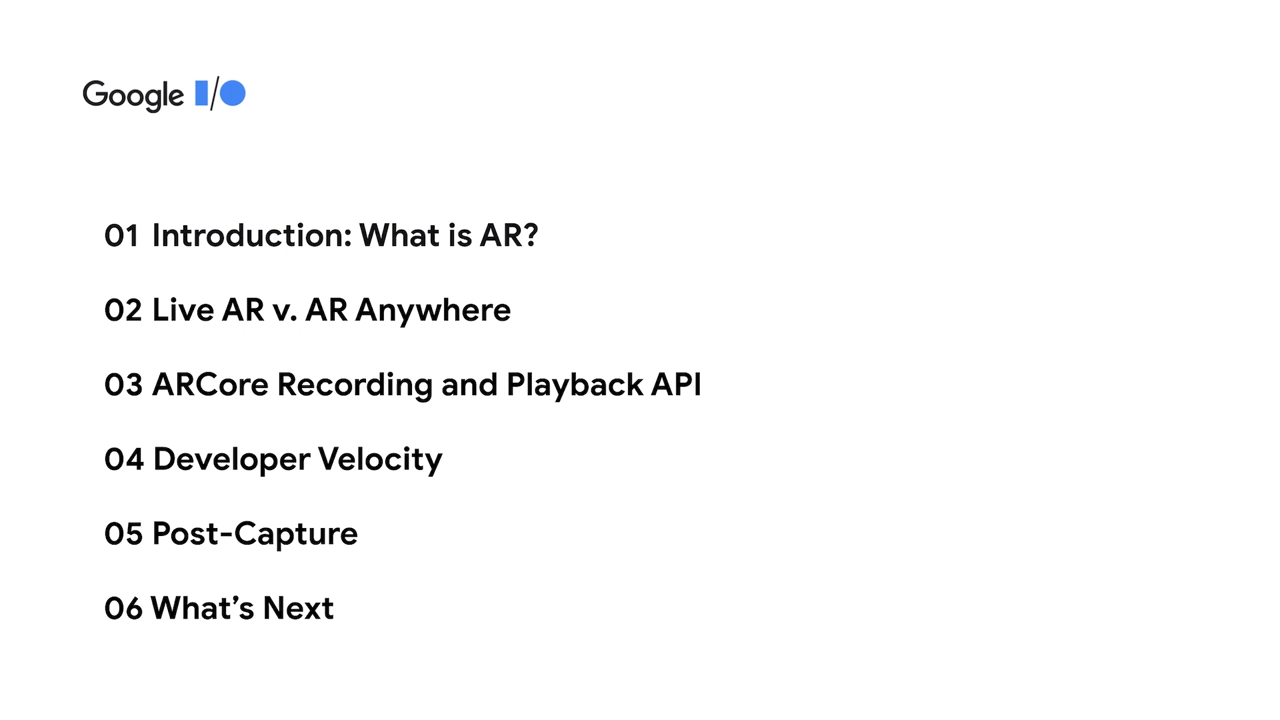 Google I/O
01 Introduction: What is AR?
02 Live AR v. AR Anywhere
03 ARCore Recording and Playback API
04 Developer Velocity
05 Post-Capture
06 What’s Next